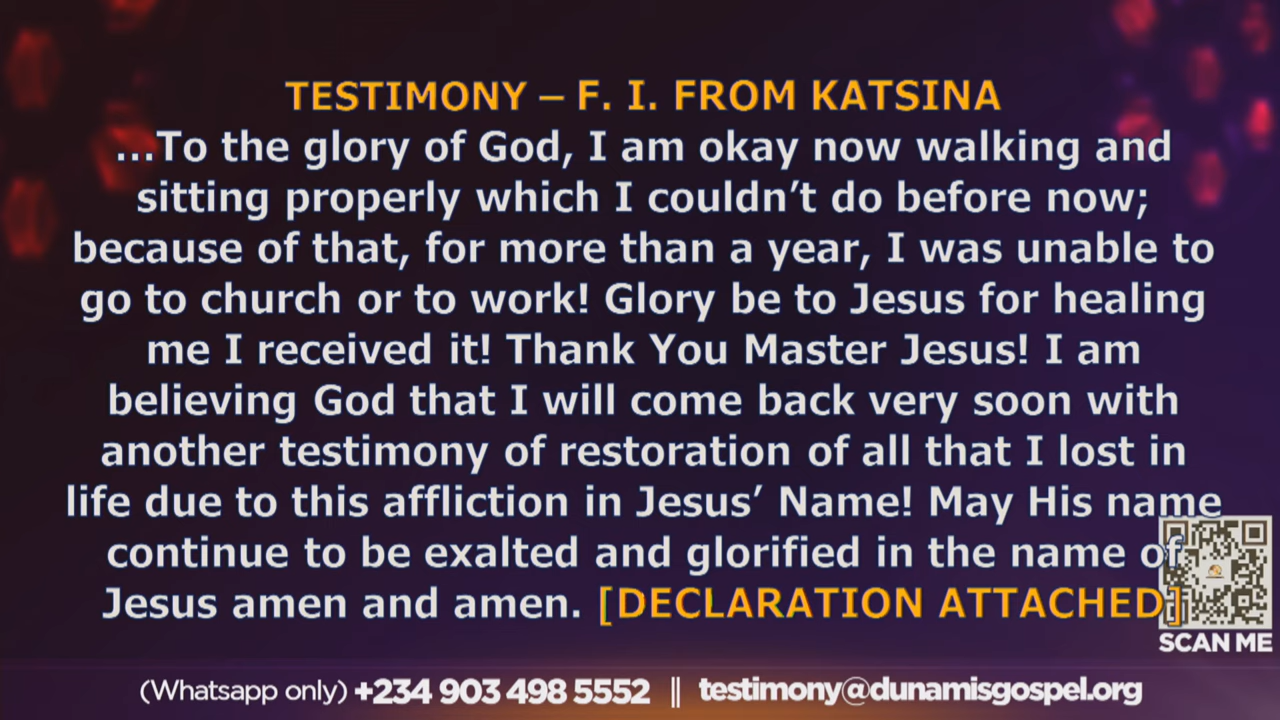 TESTIMONY – F. I. FROM KATSINA
...To the glory of God, I am okay now walking and
sitting properly which I couldn’t do before now;
because of that, for more than a year, I was unable to
go to church or to work! Glory be to Jesus for healing
me I received it! Thank You Master Jesus! I am
believing God that I will come back very soon with
another testimony of restoration of all that I lost in
life due to this affliction in Jesus’ Name! May His name
continue to be exalted and glorified in the name of
Jesus amen and amen. [DECLARATION ATTACHED]
SCAN ME
(Whatsapp only) +234 903 498 5552 || testimony@dunamisgospel.org